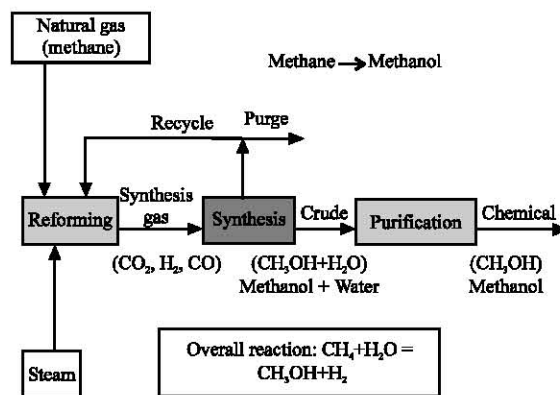 Natural gas
(methane)
Methane → Methanol
Recycle
Purge
Reforming
Synthesis
gas
Synthesis
Crude
Purification
Chemical
(CO₂, H₂, CO)
(CH₃OH+H₂O)
Methanol + Water
(CH₃OH)
Methanol
Steam
Overall reaction: CH₄+H₂O =
CH₃OH+H₂